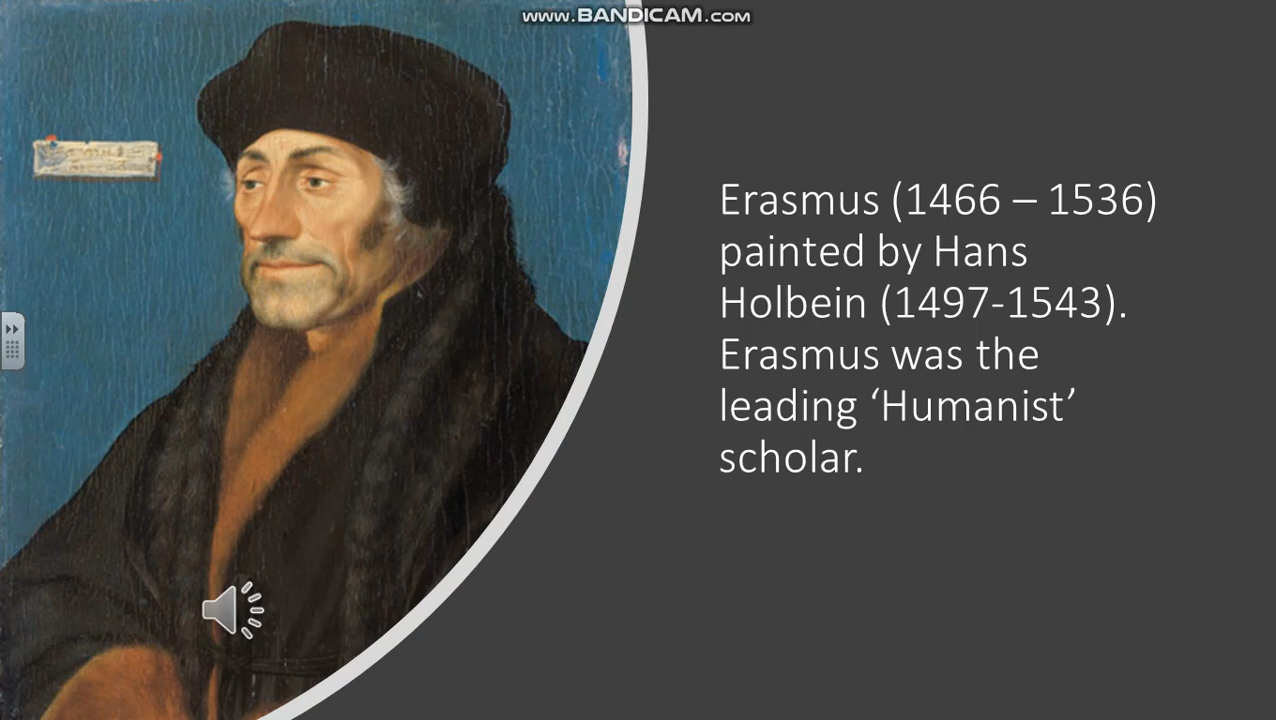 www.BANDICAM.com
Erasmus (1466 – 1536)
painted by Hans
Holbein (1497-1543).
Erasmus was the
leading ‘Humanist’
scholar.